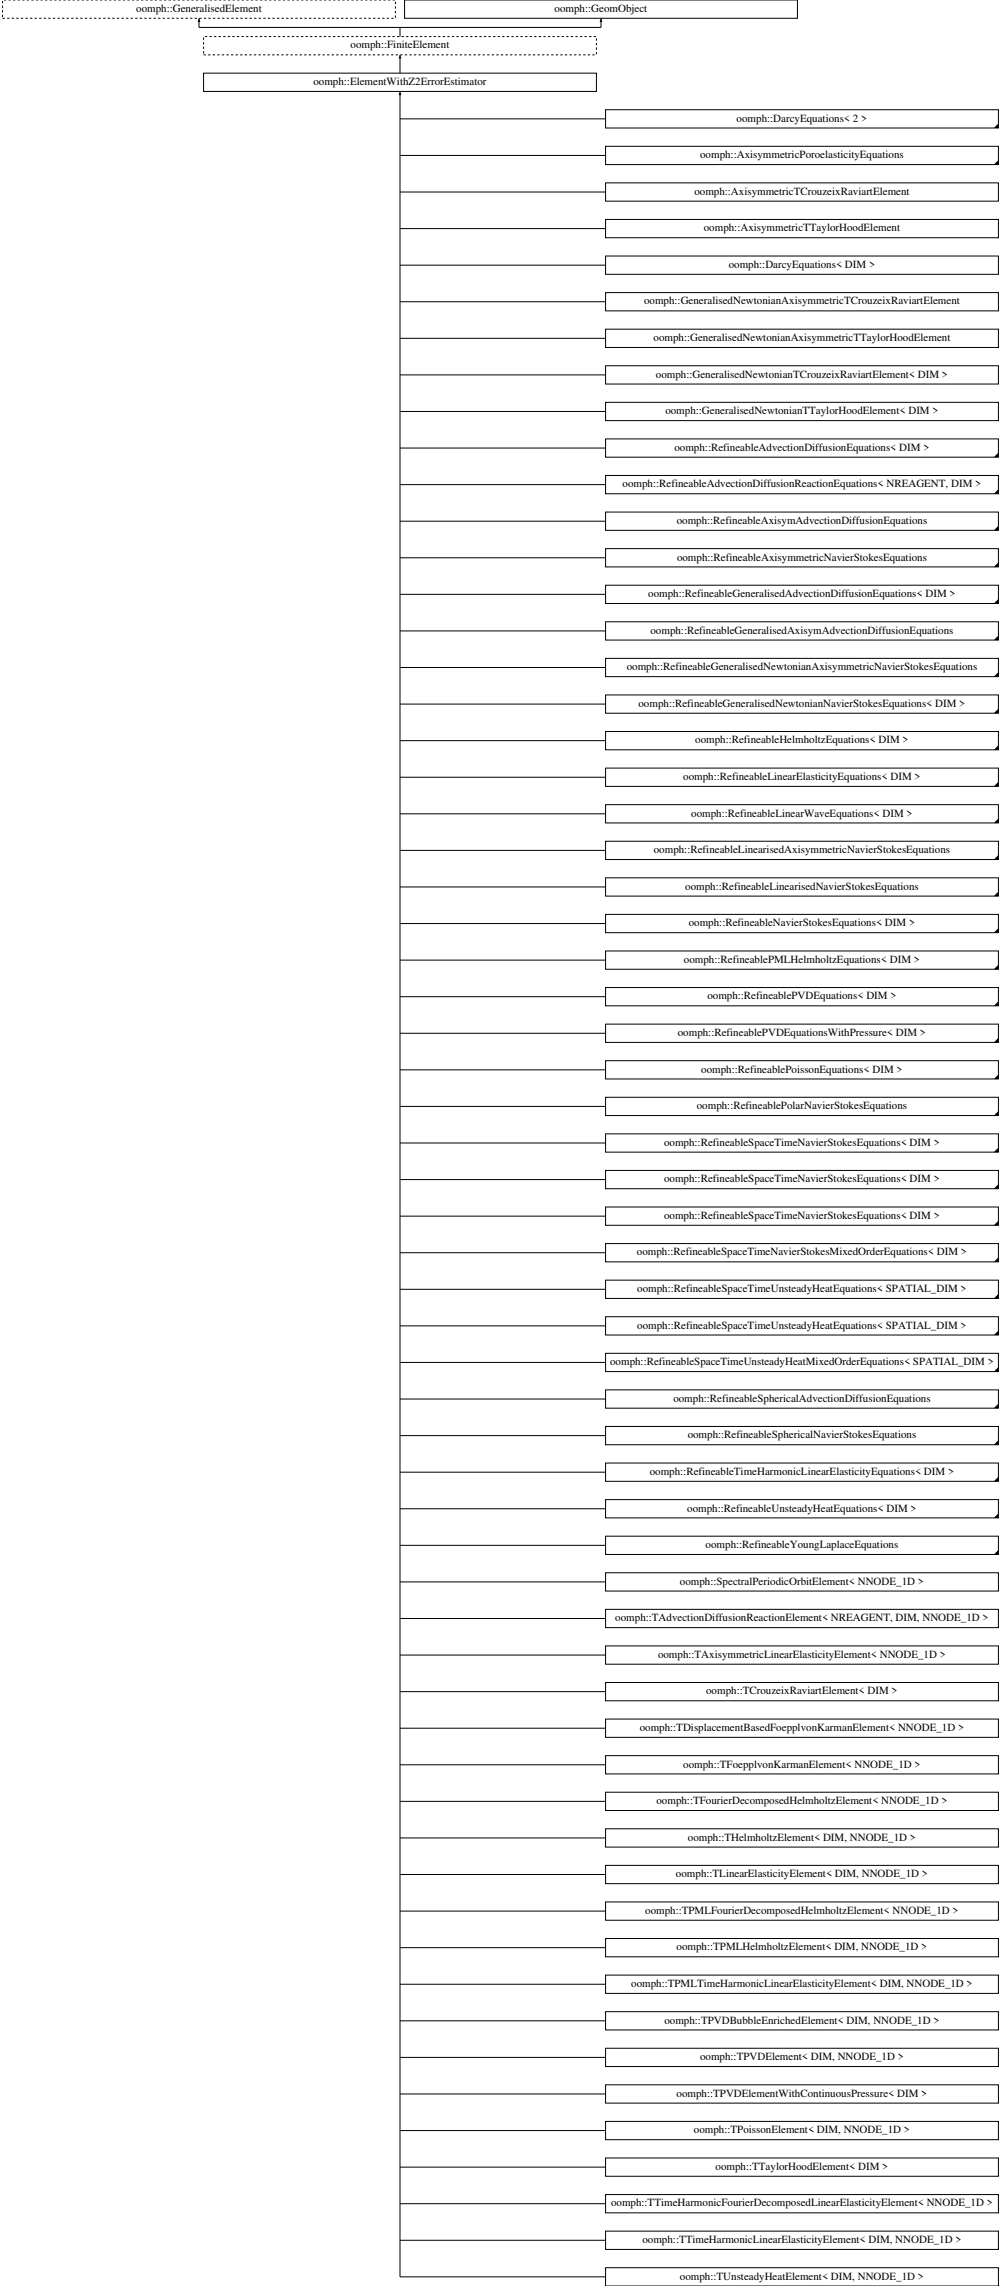 oomph::GeneralisedElement
oomph::GeomObject
oomph::FiniteElement
oomph::ElementWithZ2ErrorEstimator
oomph::DarcyEquations< 2 >
oomph::AxisymmetricPoroelasticityEquations
oomph::AxisymmetricTCrouzeixRaviartElement
oomph::AxisymmetricTTaylorHoodElement
oomph::DarcyEquations< DIM >
oomph::GeneralisedNewtonianAxisymmetricTCrouzeixRaviartElement
oomph::GeneralisedNewtonianAxisymmetricTTaylorHoodElement
oomph::GeneralisedNewtonianTCrouzeixRaviartElement< DIM >
oomph::GeneralisedNewtonianTTaylorHoodElement< DIM >
oomph::RefineableAdvectionDiffusionEquations< DIM >
oomph::RefineableAdvectionDiffusionReactionEquations< NREAGENT, DIM >
oomph::RefineableAxisymAdvectionDiffusionEquations
oomph::RefineableAxisymmetricNavierStokesEquations
oomph::RefineableGeneralisedAdvectionDiffusionEquations< DIM >
oomph::RefineableGeneralisedAxisymAdvectionDiffusionEquations
oomph::RefineableGeneralisedNewtonianAxisymmetricNavierStokesEquations
oomph::RefineableGeneralisedNewtonianNavierStokesEquations< DIM >
oomph::RefineableHelmholtzEquations< DIM >
oomph::RefineableLinearElasticityEquations< DIM >
oomph::RefineableLinearWaveEquations< DIM >
oomph::RefineableLinearisedAxisymmetricNavierStokesEquations
oomph::RefineableLinearisedNavierStokesEquations
oomph::RefineableNavierStokesEquations< DIM >
oomph::RefineablePMLHelmholtzEquations< DIM >
oomph::RefineablePVDEquations< DIM >
oomph::RefineablePVDEquationsWithPressure< DIM >
oomph::RefineablePoissonEquations< DIM >
oomph::RefineablePolarNavierStokesEquations
oomph::RefineableSpaceTimeNavierStokesEquations< DIM >
oomph::RefineableSpaceTimeNavierStokesEquations< DIM >
oomph::RefineableSpaceTimeNavierStokesEquations< DIM >
oomph::RefineableSpaceTimeNavierStokesMixedOrderEquations< DIM >
oomph::RefineableSpaceTimeUnsteadyHeatEquations< SPATIAL_DIM >
oomph::RefineableSpaceTimeUnsteadyHeatEquations< SPATIAL_DIM >
oomph::RefineableSpaceTimeUnsteadyHeatMixedOrderEquations< SPATIAL_DIM >
oomph::RefineableSphericalAdvectionDiffusionEquations
oomph::RefineableSphericalNavierStokesEquations
oomph::RefineableTimeHarmonicLinearElasticityEquations< DIM >
oomph::RefineableUnsteadyHeatEquations< DIM >
oomph::RefineableYoungLaplaceEquations
oomph::SpectralPeriodicOrbitElement< NNODE_1D >
oomph::TAdvectionDiffusionReactionElement< NREAGENT, DIM, NNODE_1D >
oomph::TAxisymmetricLinearElasticityElement< NNODE_1D >
oomph::TCrouzeixRaviartElement< DIM >
oomph::TDisplacementBasedFoepplvonKarmanElement< NNODE_1D >
oomph::TFoepplvonKarmanElement< NNODE_1D >
oomph::TFourierDecomposedHelmholtzElement< NNODE_1D >
oomph::THelmholtzElement< DIM, NNODE_1D >
oomph::TLinearElasticityElement< DIM, NNODE_1D >
oomph::TPMLFourierDecomposedHelmholtzElement< NNODE_1D >
oomph::TPMLHelmholtzElement< DIM, NNODE_1D >
oomph::TPMLTimeHarmonicLinearElasticityElement< DIM, NNODE_1D >
oomph::TPVDBubbleEnrichedElement< DIM, NNODE_1D >
oomph::TPVDElement< DIM, NNODE_1D >
oomph::TPVDElementWithContinuousPressure< DIM >
oomph::TPoissonElement< DIM, NNODE_1D >
oomph::TTaylorHoodElement< DIM >
oomph::TTimeHarmonicFourierDecomposedLinearElasticityElement< NNODE_1D >
oomph::TTimeHarmonicLinearElasticityElement< DIM, NNODE_1D >
oomph::TUnsteadyHeatElement< DIM, NNODE_1D >